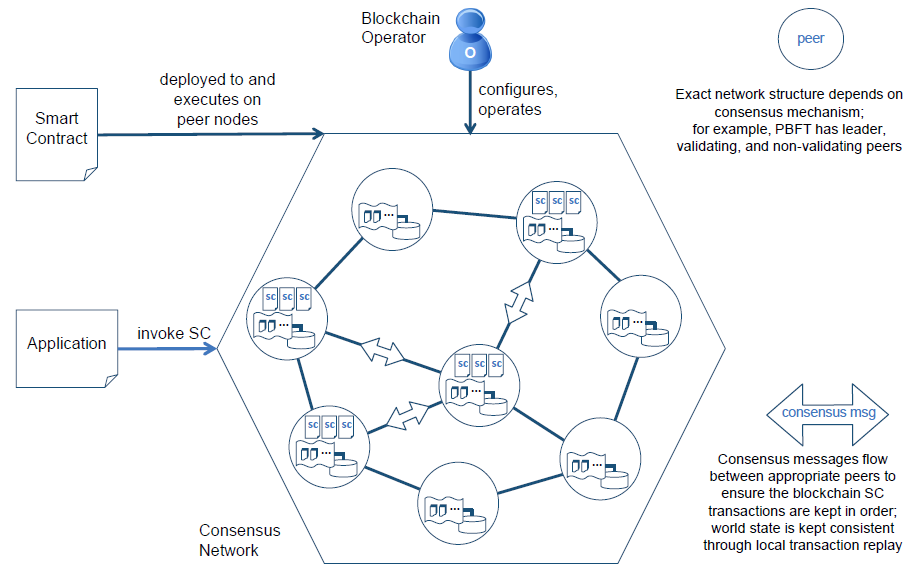 Blockchain
Operator
O
peer
deployed to and
executes on
peer nodes
configures,
operates
Exact network structure depends on
consensus mechanism;
for example, PBFT has leader,
validating, and non-validating peers
Smart
Contract
SC SC SC
...
...
SC SC SC
...
...
Application
invoke SC
SC SC SC
...
consensus msg
SC SC SC
...
...
...
Consensus messages flow
between appropriate peers to
ensure the blockchain SC
transactions are kept in order;
world state is kept consistent
through local transaction replay
Consensus
Network